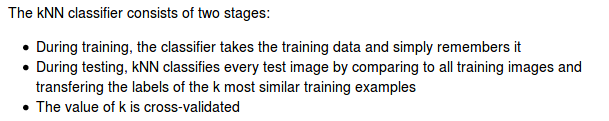 The kNN classifier consists of two stages:
• During training, the classifier takes the training data and simply remembers it
• During testing, kNN classifies every test image by comparing to all training images and
transfering the labels of the k most similar training examples
• The value of k is cross-validated